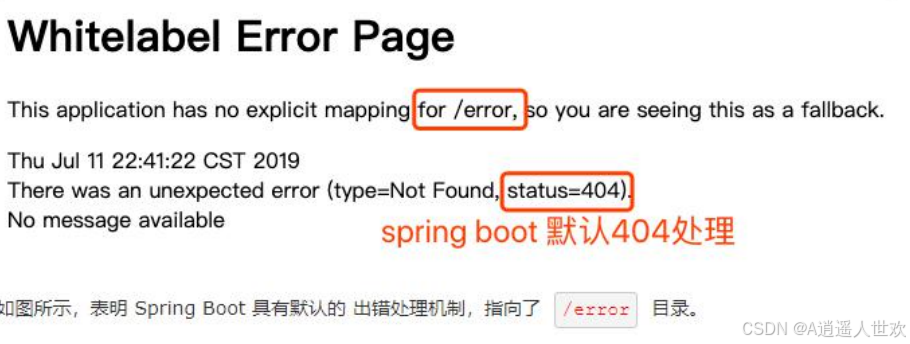 Whitelabel Error Page
This application has no explicit mapping for /error, so you are seeing this as a fallback.
Thu Jul 11 22:41:22 CST 2019
There was an unexpected error (type=Not Found, status=404).
No message available
spring boot 默认404处理
如图所示，表明 Spring Boot 具有默认的 出错处理机制，指向了 /error 目录。
CSDN @A逍遥人世欢